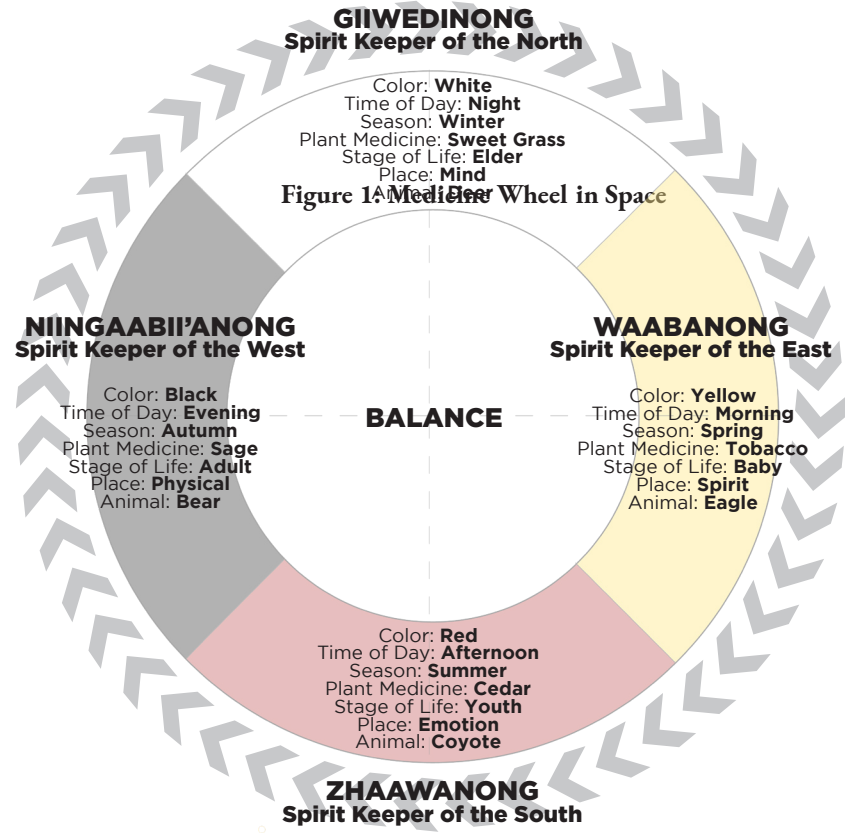 GIIWEDINONG
Spirit Keeper of the North
Color: White
Time of Day: Night
Season: Winter
Plant Medicine: Sweet Grass
Stage of Life: Elder
Place: Mind
Animal: Deer
Figure 1: Medicine Wheel in Space
NIINGAABII’ANONG
Spirit Keeper of the West
Color: Black
Time of Day: Evening
Season: Autumn
Plant Medicine: Sage
Stage of Life: Adult
Place: Physical
Animal: Bear
BALANCE
WAABANONG
Spirit Keeper of the East
Color: Yellow
Time of Day: Morning
Season: Spring
Plant Medicine: Tobacco
Stage of Life: Baby
Place: Spirit
Animal: Eagle
Color: Red
Time of Day: Afternoon
Season: Summer
Plant Medicine: Cedar
Stage of Life: Youth
Place: Emotion
Animal: Coyote
ZHAAWANONG
Spirit Keeper of the South